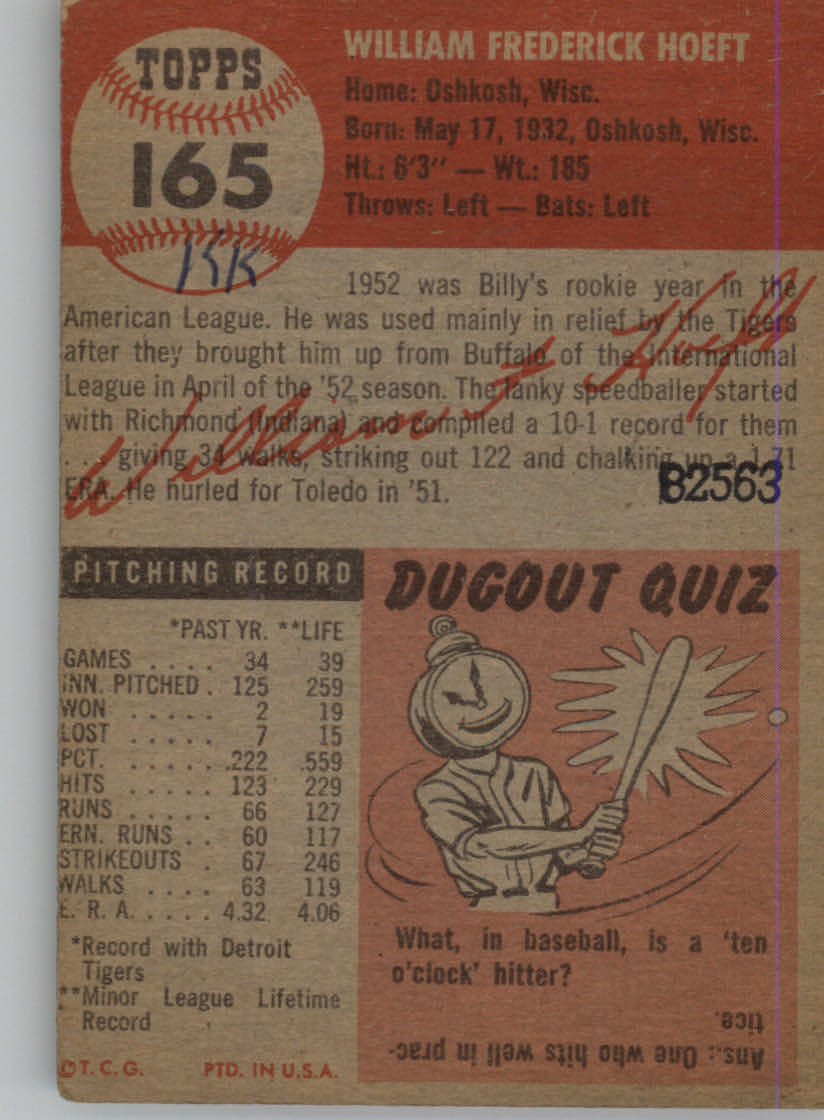 TOPPS
165
WILLIAM FREDERICK HOEFT
Home: Oshkosh, Wisc.
Born: May 17, 1932, Oshkosh, Wisc.
Ht.: 6'3" — Wt.: 185
Throws: Left — Bats: Left
KK
1952 was Billy's rookie year in the
American League. He was used mainly in relief by the Tigers
after they brought him up from Buffalo of the International
League in April of the '52 season. The lanky speedballer started
with Richmond (Indiana) and compiled a 10-1 record for them
. . . giving 34 walks, striking out 122 and chalking up a 1.71
ERA. He hurled for Toledo in '51.
William F Hoeft
B2563
PITCHING RECORD
*PAST YR. **LIFE
GAMES . . . . 34 39
INN. PITCHED . 125 259
WON . . . . . 2 19
LOST . . . . . 7 15
PCT. . . . . . .222 .559
HITS . . . . . 123 229
RUNS . . . . . 66 127
ERN. RUNS . . 60 117
STRIKEOUTS . 67 246
WALKS . . . . 63 119
E. R. A. . . . . 4.32 4.06
*Record with Detroit
Tigers
**Minor League Lifetime
Record
©T.C.G. PTD. IN U.S.A.
DUGOUT QUIZ
What, in baseball, is a 'ten
o'clock' hitter?
Ans.: One who hits well in prac-
tice.